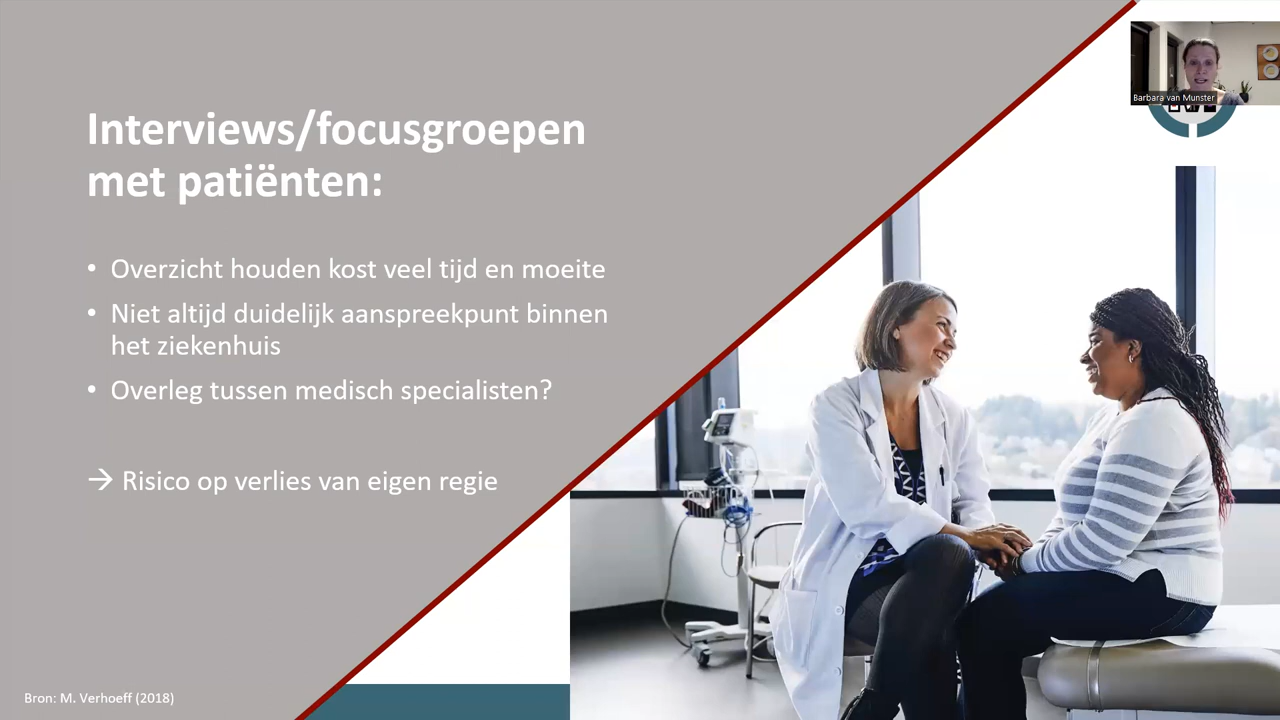 Interviews/focusgroepen
met patiënten:
• Overzicht houden kost veel tijd en moeite
• Niet altijd duidelijk aanspreekpunt binnen
het ziekenhuis
• Overleg tussen medisch specialisten?
→ Risico op verlies van eigen regie
Bron: M. Verhoeff (2018)
Barbara van Munster